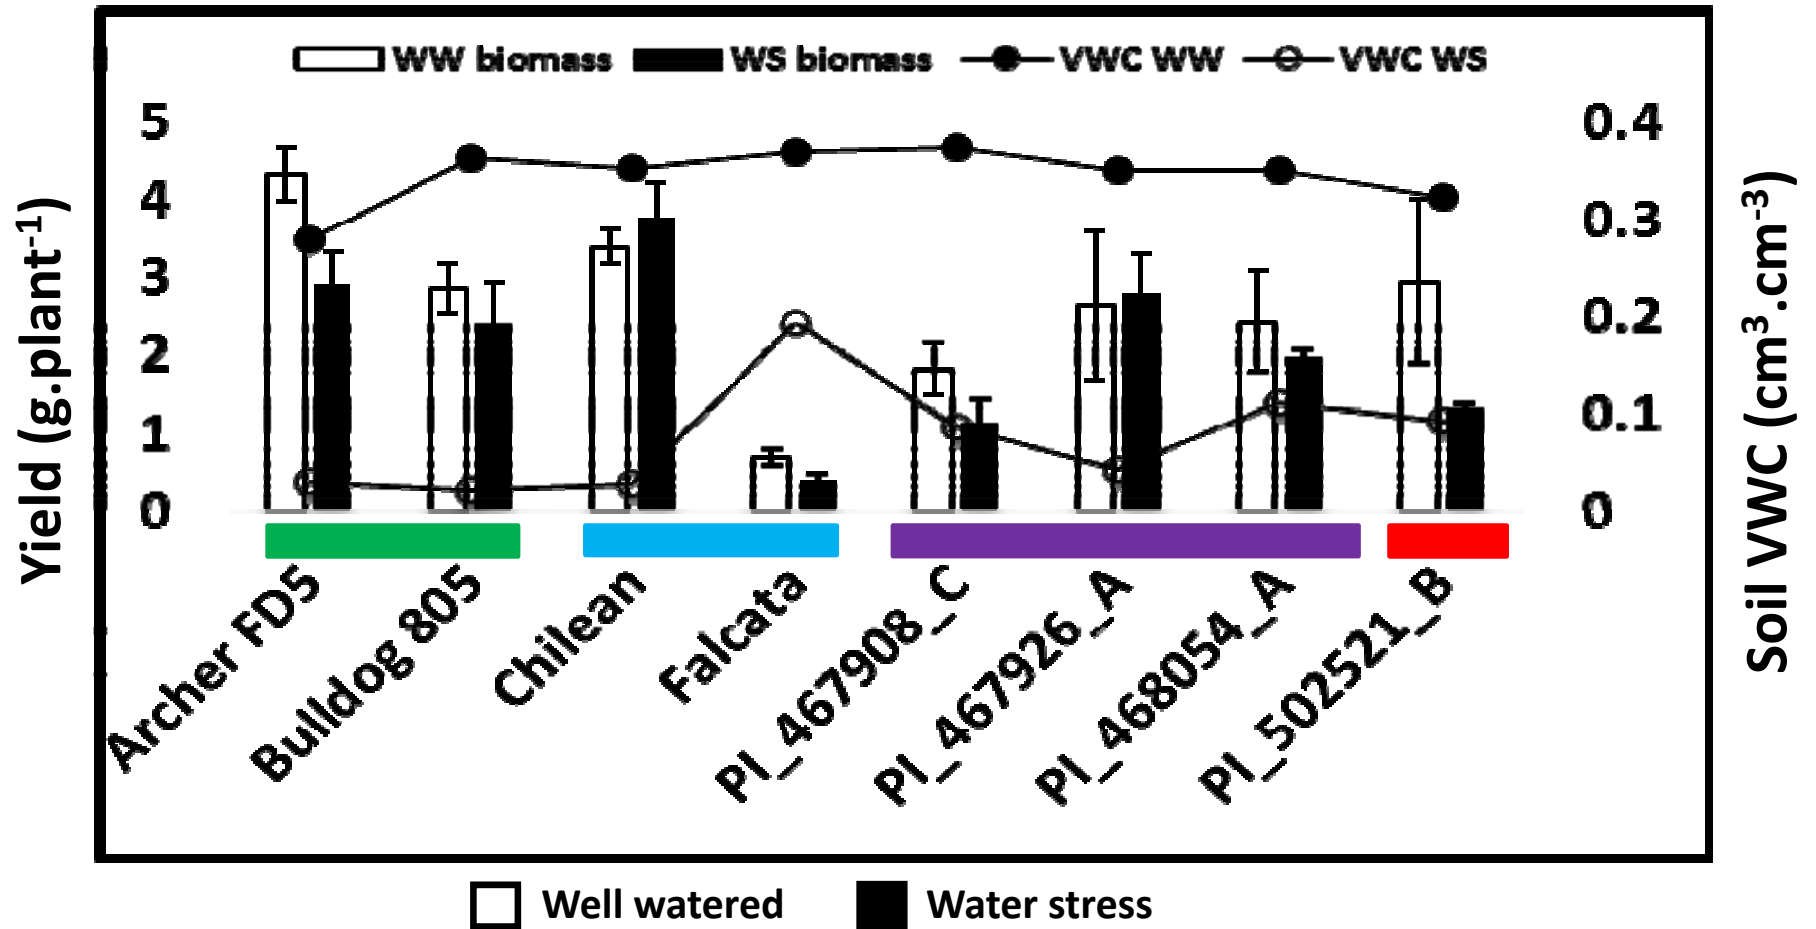 WW biomass WS biomass VWC WW VWC WS
5
4
3
2
1
0
0.4
0.3
0.2
0.1
0
Yield (g.plant⁻¹)
Soil VWC (cm³.cm⁻³)
Archer FD5
Bulldog 805
Chilean
Falcata
PI_467908_C
PI_467926_A
PI_468054_A
PI_502521_B
Well watered Water stress